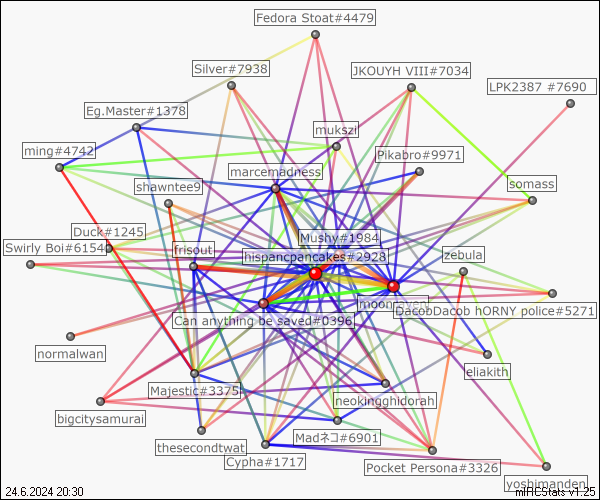 Fedora Stoat#4479
Silver#7938
JKOUYH VIII#7034
LPK2387 #7690
Eg.Master#1378
mukszi
ming#4742
Pikabro#9971
marcemadness
shawntee9
somass
Duck#1245
Mushy#1984
Swirly Boi#6154
frisout
hispancpancakes#2928
zebula
DacobDacob hORNY police#5271
Can anything be saved#0396
normalwan
eliakith
Majestic#3375
neokingghidorah
bigcitysamurai
Madネコ#6901
thesecondtwat
Cypha#1717
Pocket Persona#3326
yoshimanden
24.6.2024 20:30
mIRCStats v1.25